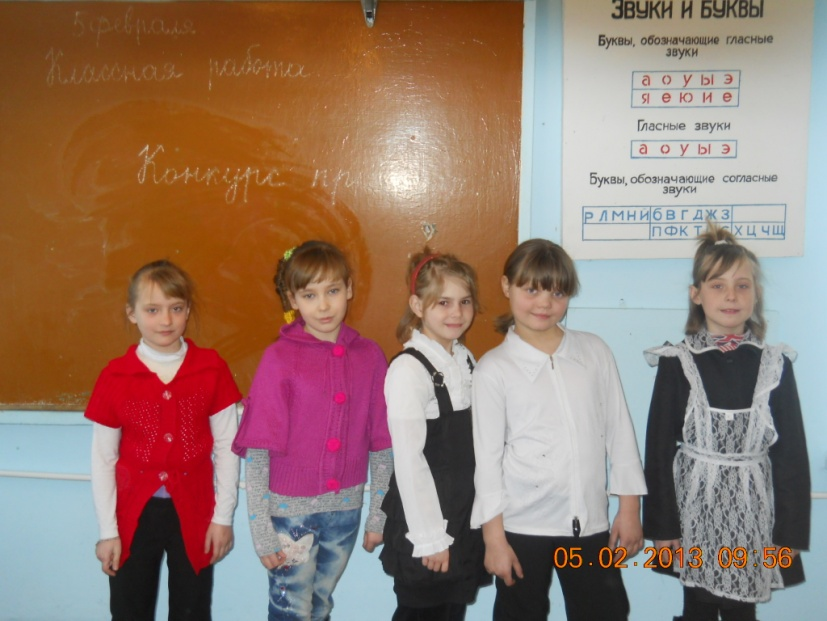 5 февраля
Классная работа.
Конкурс
ЗВУКИ И БУКВЫ
Буквы, обозначающие гласные
звуки
а о у ы э
я е ю и е
Гласные звуки
а о у ы э
Буквы, обозначающие согласные
звуки
Р Л М Н Й Б В Г Д Ж З
П Ф К Т Х Ц Ч Щ
05.02.2013 09:56